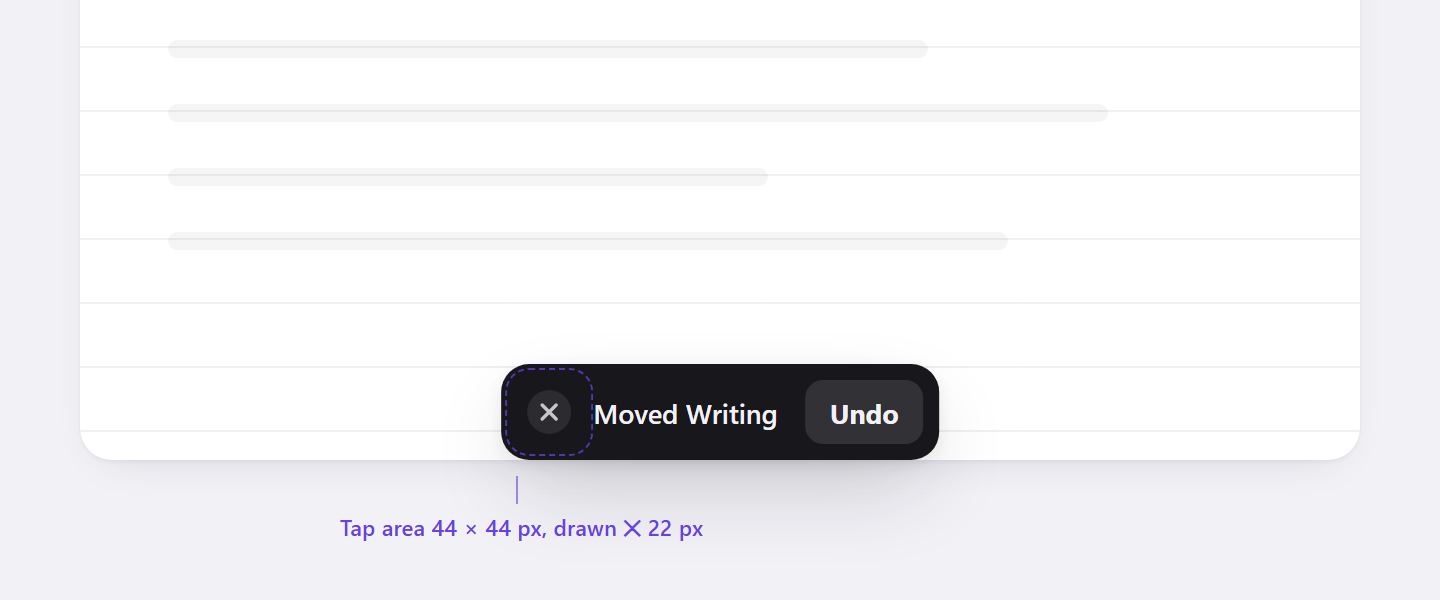 Moved Writing Undo
Tap area 44 × 44 px, drawn ✕ 22 px